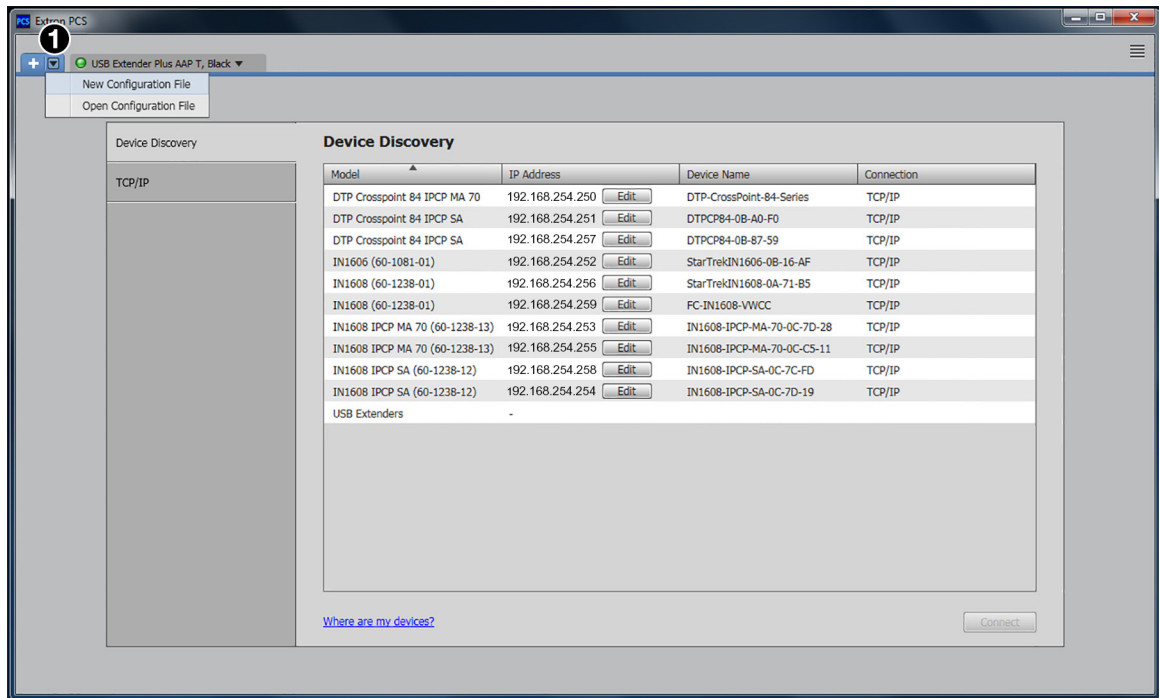 PCS Extron PCS
1
+ USB Extender Plus AAP T, Black
New Configuration File
Open Configuration File
Device Discovery
TCP/IP
Device Discovery
Model IP Address Device Name Connection
DTP Crosspoint 84 IPCP MA 70 192.168.254.250 Edit DTP-CrossPoint-84-Series TCP/IP
DTP Crosspoint 84 IPCP SA 192.168.254.251 Edit DTPCP84-0B-A0-F0 TCP/IP
DTP Crosspoint 84 IPCP SA 192.168.254.257 Edit DTPCP84-0B-87-59 TCP/IP
IN1606 (60-1081-01) 192.168.254.252 Edit StarTrekIN1606-0B-16-AF TCP/IP
IN1608 (60-1238-01) 192.168.254.256 Edit StarTrekIN1608-0A-71-B5 TCP/IP
IN1608 (60-1238-01) 192.168.254.259 Edit FC-IN1608-VWCC TCP/IP
IN1608 IPCP MA 70 (60-1238-13) 192.168.254.253 Edit IN1608-IPCP-MA-70-0C-7D-28 TCP/IP
IN1608 IPCP MA 70 (60-1238-13) 192.168.254.255 Edit IN1608-IPCP-MA-70-0C-C5-11 TCP/IP
IN1608 IPCP SA (60-1238-12) 192.168.254.258 Edit IN1608-IPCP-SA-0C-7C-FD TCP/IP
IN1608 IPCP SA (60-1238-12) 192.168.254.254 Edit IN1608-IPCP-SA-0C-7D-19 TCP/IP
USB Extenders -
Where are my devices?
Connect